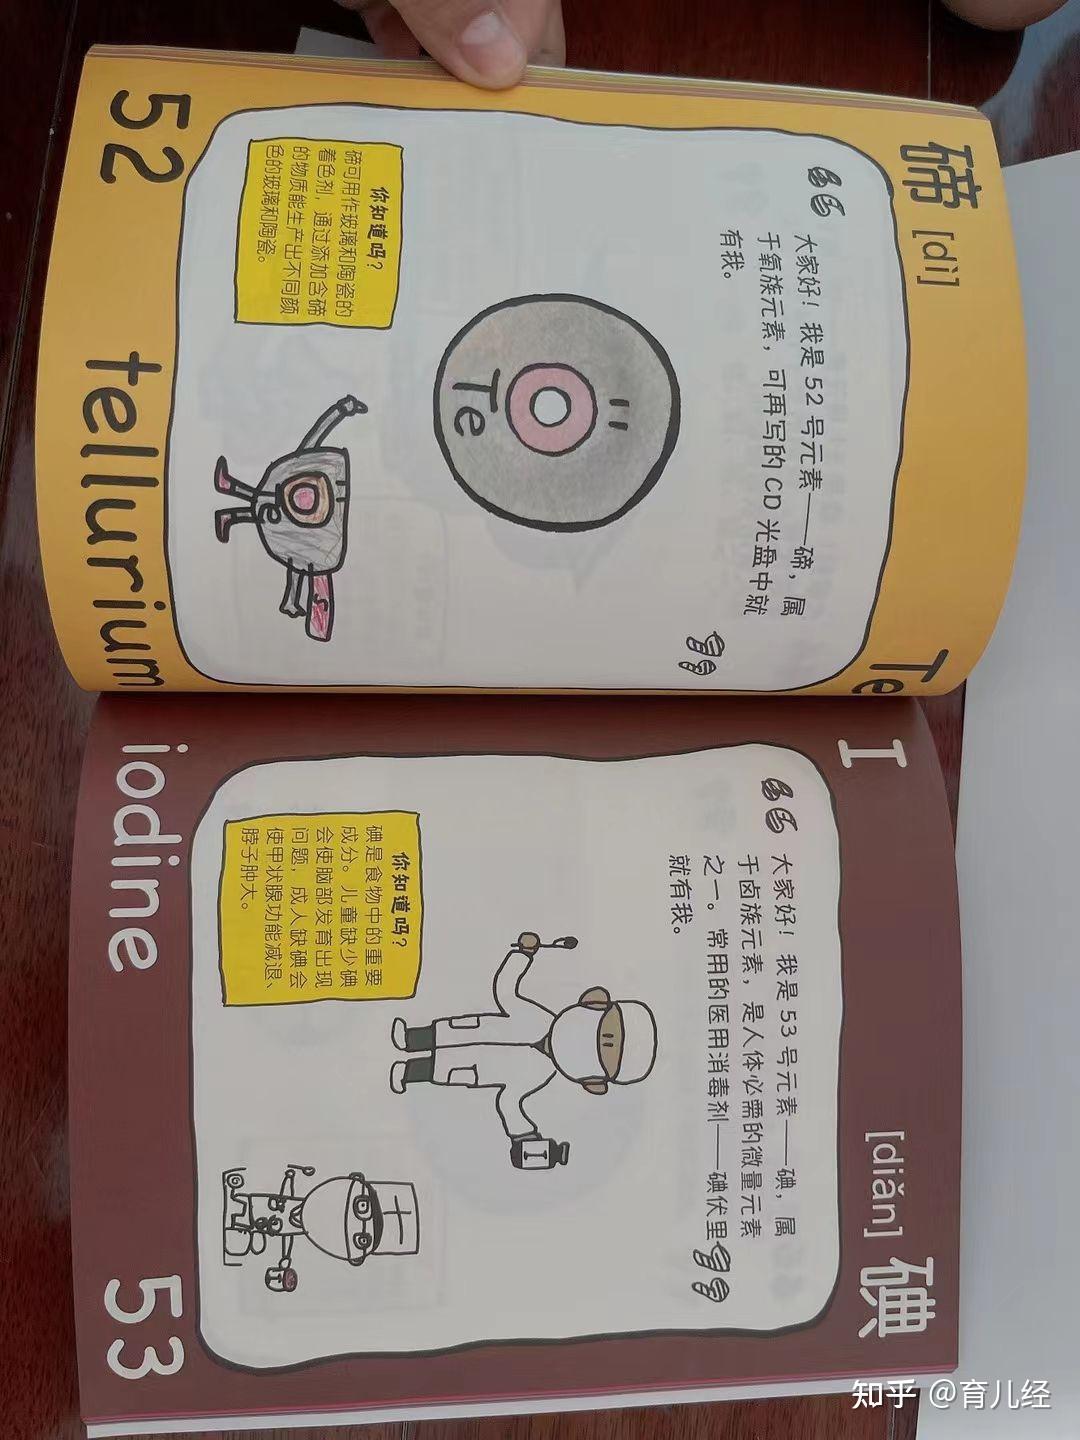 碲 [dì]
Te
大家好！我是 52 号元素——碲，属
于氧族元素，可再写的 CD 光盘中就
有我。
Te
你知道吗？
碲可用作玻璃和陶瓷的
着色剂，通过添加含碲
的物质能生产出不同颜
色的玻璃和陶瓷。
52
tellurium
I
[diǎn] 碘
大家好！我是 53 号元素——碘，属
于卤族元素，是人体必需的微量元素
之一。常用的医用消毒剂——碘伏里
就有我。
I
你知道吗？
碘是食物中的重要
成分。儿童缺少碘
会使脑部发育出现
问题，成人缺碘会
使甲状腺功能减退、
脖子肿大。
iodine
53
知乎 @育儿经